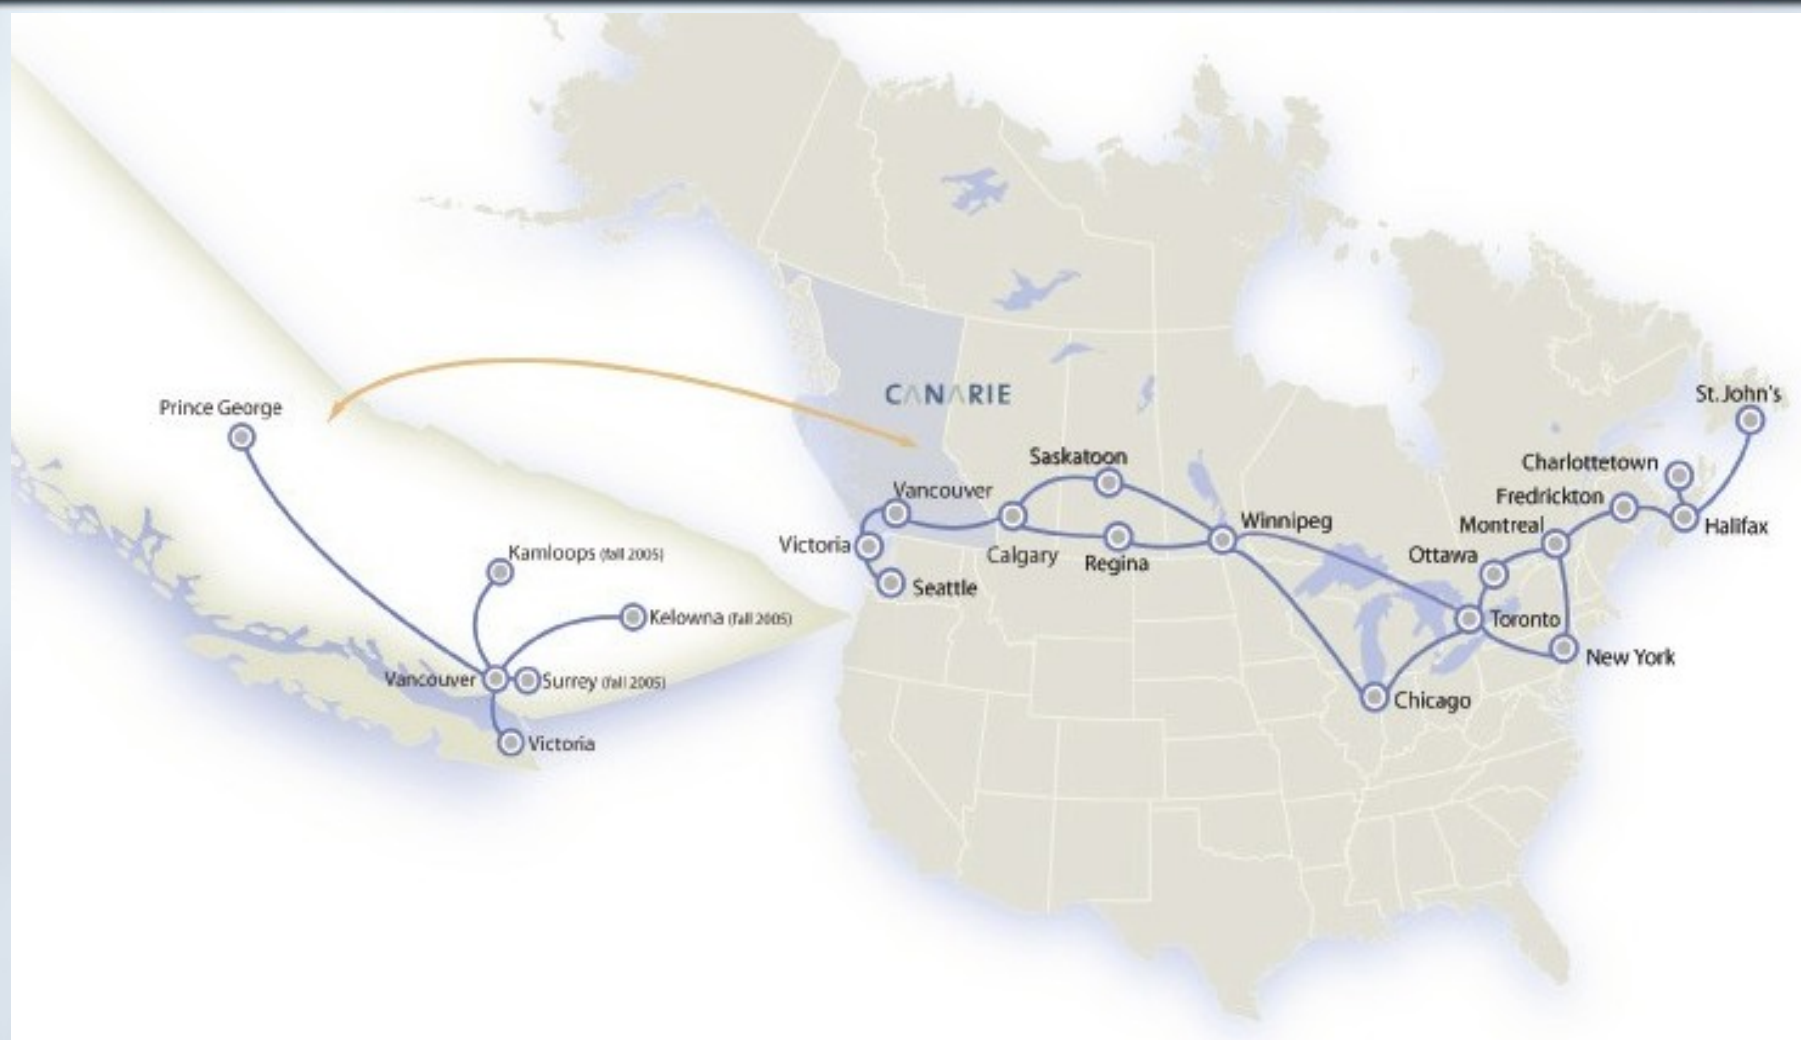 Prince George
Kamloops (fall 2005)
Kelowna (fall 2005)
Vancouver
Surrey (fall 2005)
Victoria
CANARIE
Vancouver
Victoria
Seattle
Calgary
Saskatoon
Regina
Winnipeg
Chicago
Toronto
Ottawa
Montreal
New York
Fredrickton
Charlottetown
Halifax
St. John's